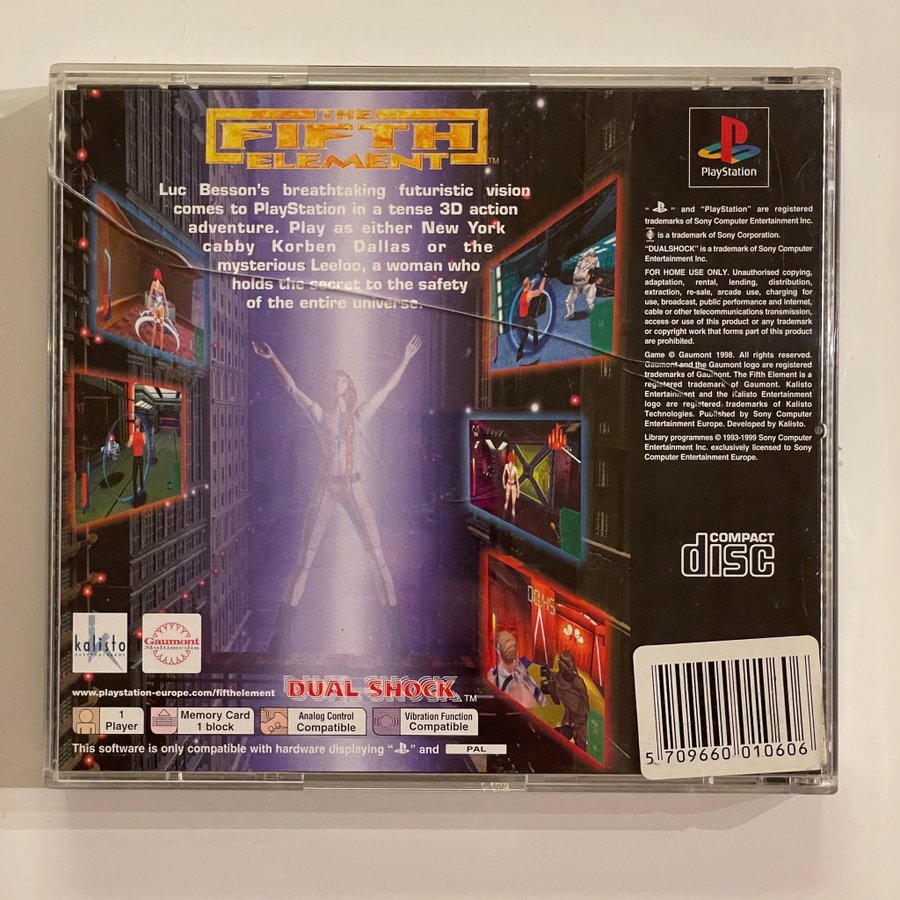 THE
FIFTH
ELEMENT™
Luc Besson's breathtaking futuristic vision
comes to PlayStation in a tense 3D action
adventure. Play as either New York
cabby Korben Dallas or the
mysterious Leeloo, a woman who
holds the secret to the safety
of the entire universe.
PlayStation
" " and "PlayStation" are registered
trademarks of Sony Computer Entertainment Inc.
is a trademark of Sony Corporation.
"DUALSHOCK" is a trademark of Sony Computer
Entertainment Inc.
FOR HOME USE ONLY. Unauthorised copying,
adaptation, rental, lending, distribution,
extraction, re-sale, arcade use, charging for
use, broadcast, public performance and internet,
cable or other telecommunications transmission,
access or use of this product or any trademark
or copyright work that forms part of this product
are prohibited.
Game © Gaumont 1998. All rights reserved.
Gaumont and the Gaumont logo are registered
trademarks of Gaumont. The Fifth Element is a
registered trademark of Gaumont. Kalisto
Entertainment and the Kalisto Entertainment
logo are registered trademarks of Kalisto
Technologies. Published by Sony Computer
Entertainment Europe. Developed by Kalisto.
Library programmes © 1993-1999 Sony Computer
Entertainment Inc. exclusively licensed to Sony
Computer Entertainment Europe.
COMPACT
disc
00:45
kalisto
entertainment
Gaumont
Multimedia
www.playstation-europe.com/fifthelement
DUAL SHOCK™
1
Player
Memory Card
1 block
Analog Control
Compatible
Vibration Function
Compatible
This software is only compatible with hardware displaying " " and PAL
5 709660 010606